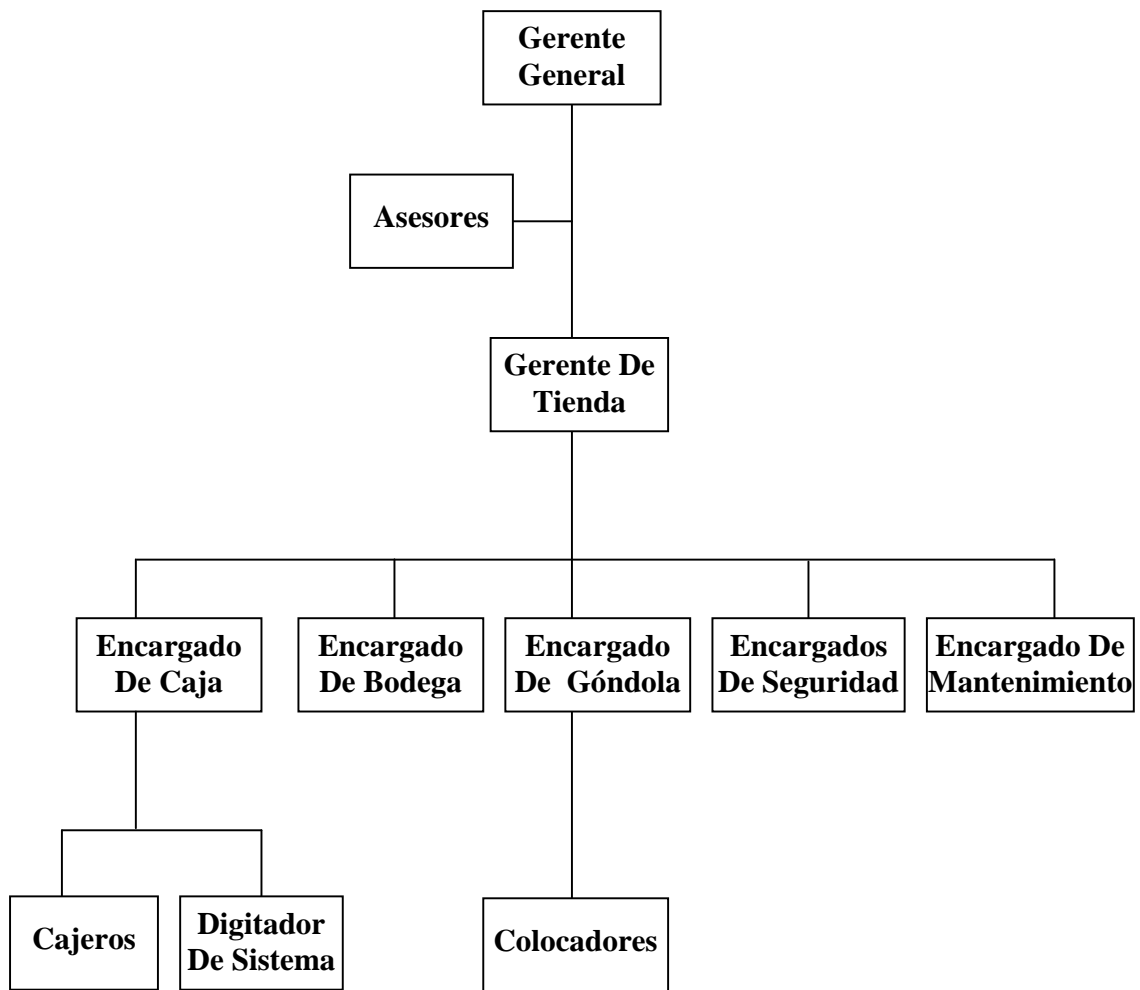 Gerente
General
Asesores
Gerente De
Tienda
Encargado
De Caja
Encargado
De Bodega
Encargado
De Góndola
Encargados
De Seguridad
Encargado De
Mantenimiento
Cajeros
Digitador
De Sistema
Colocadores